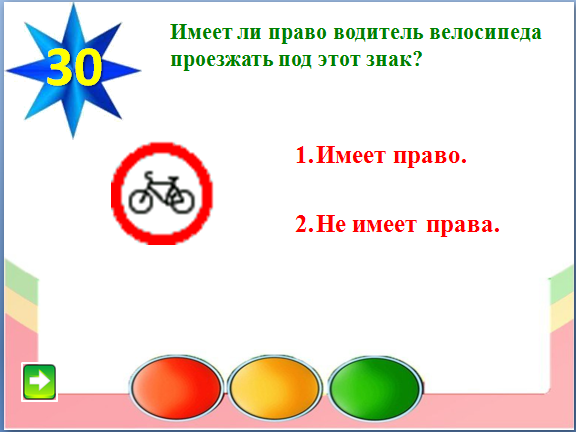 30
Имеет ли право водитель велосипеда
проезжать под этот знак?
1.Имеет право.
2.Не имеет права.